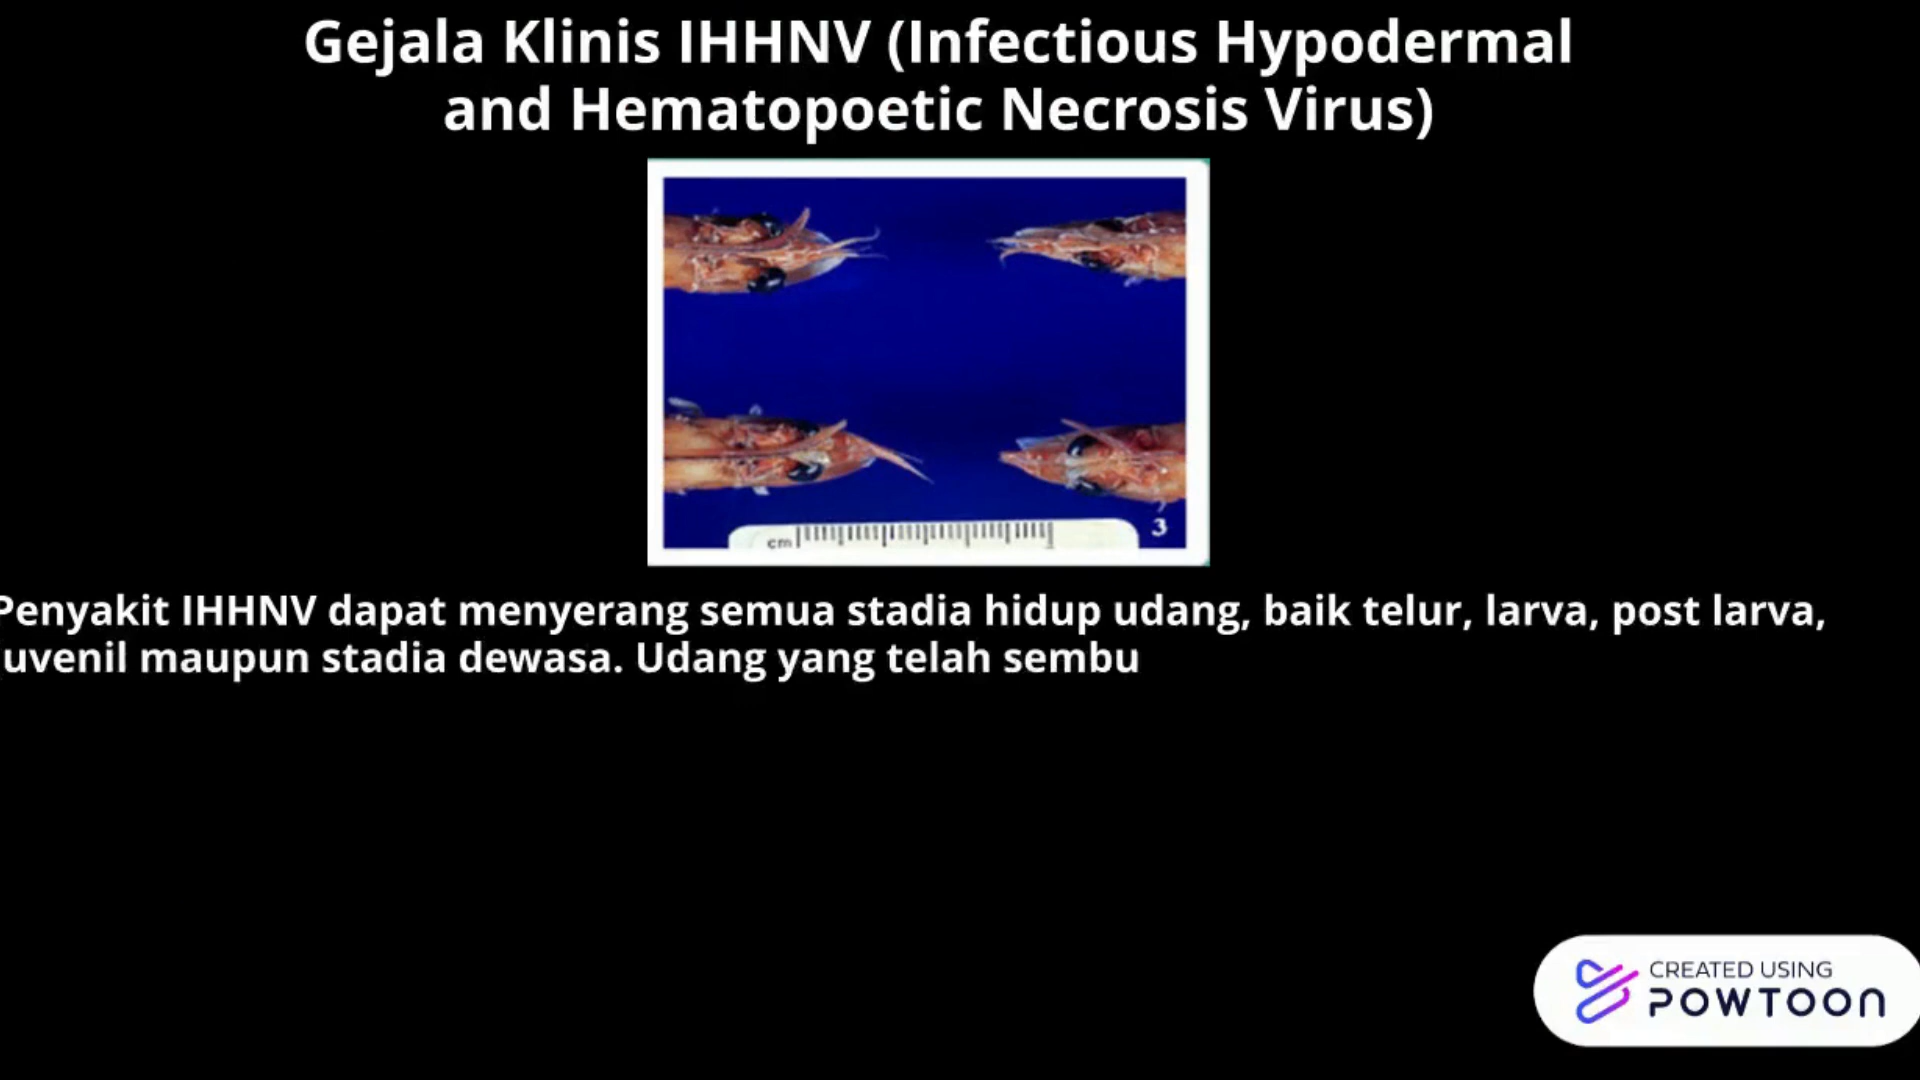 Gejala Klinis IHHNV (Infectious Hypodermal
and Hematopoetic Necrosis Virus)
cm
3
Penyakit IHHNV dapat menyerang semua stadia hidup udang, baik telur, larva, post larva,
uvenil maupun stadia dewasa. Udang yang telah sembu
CREATED USING
POWTOON